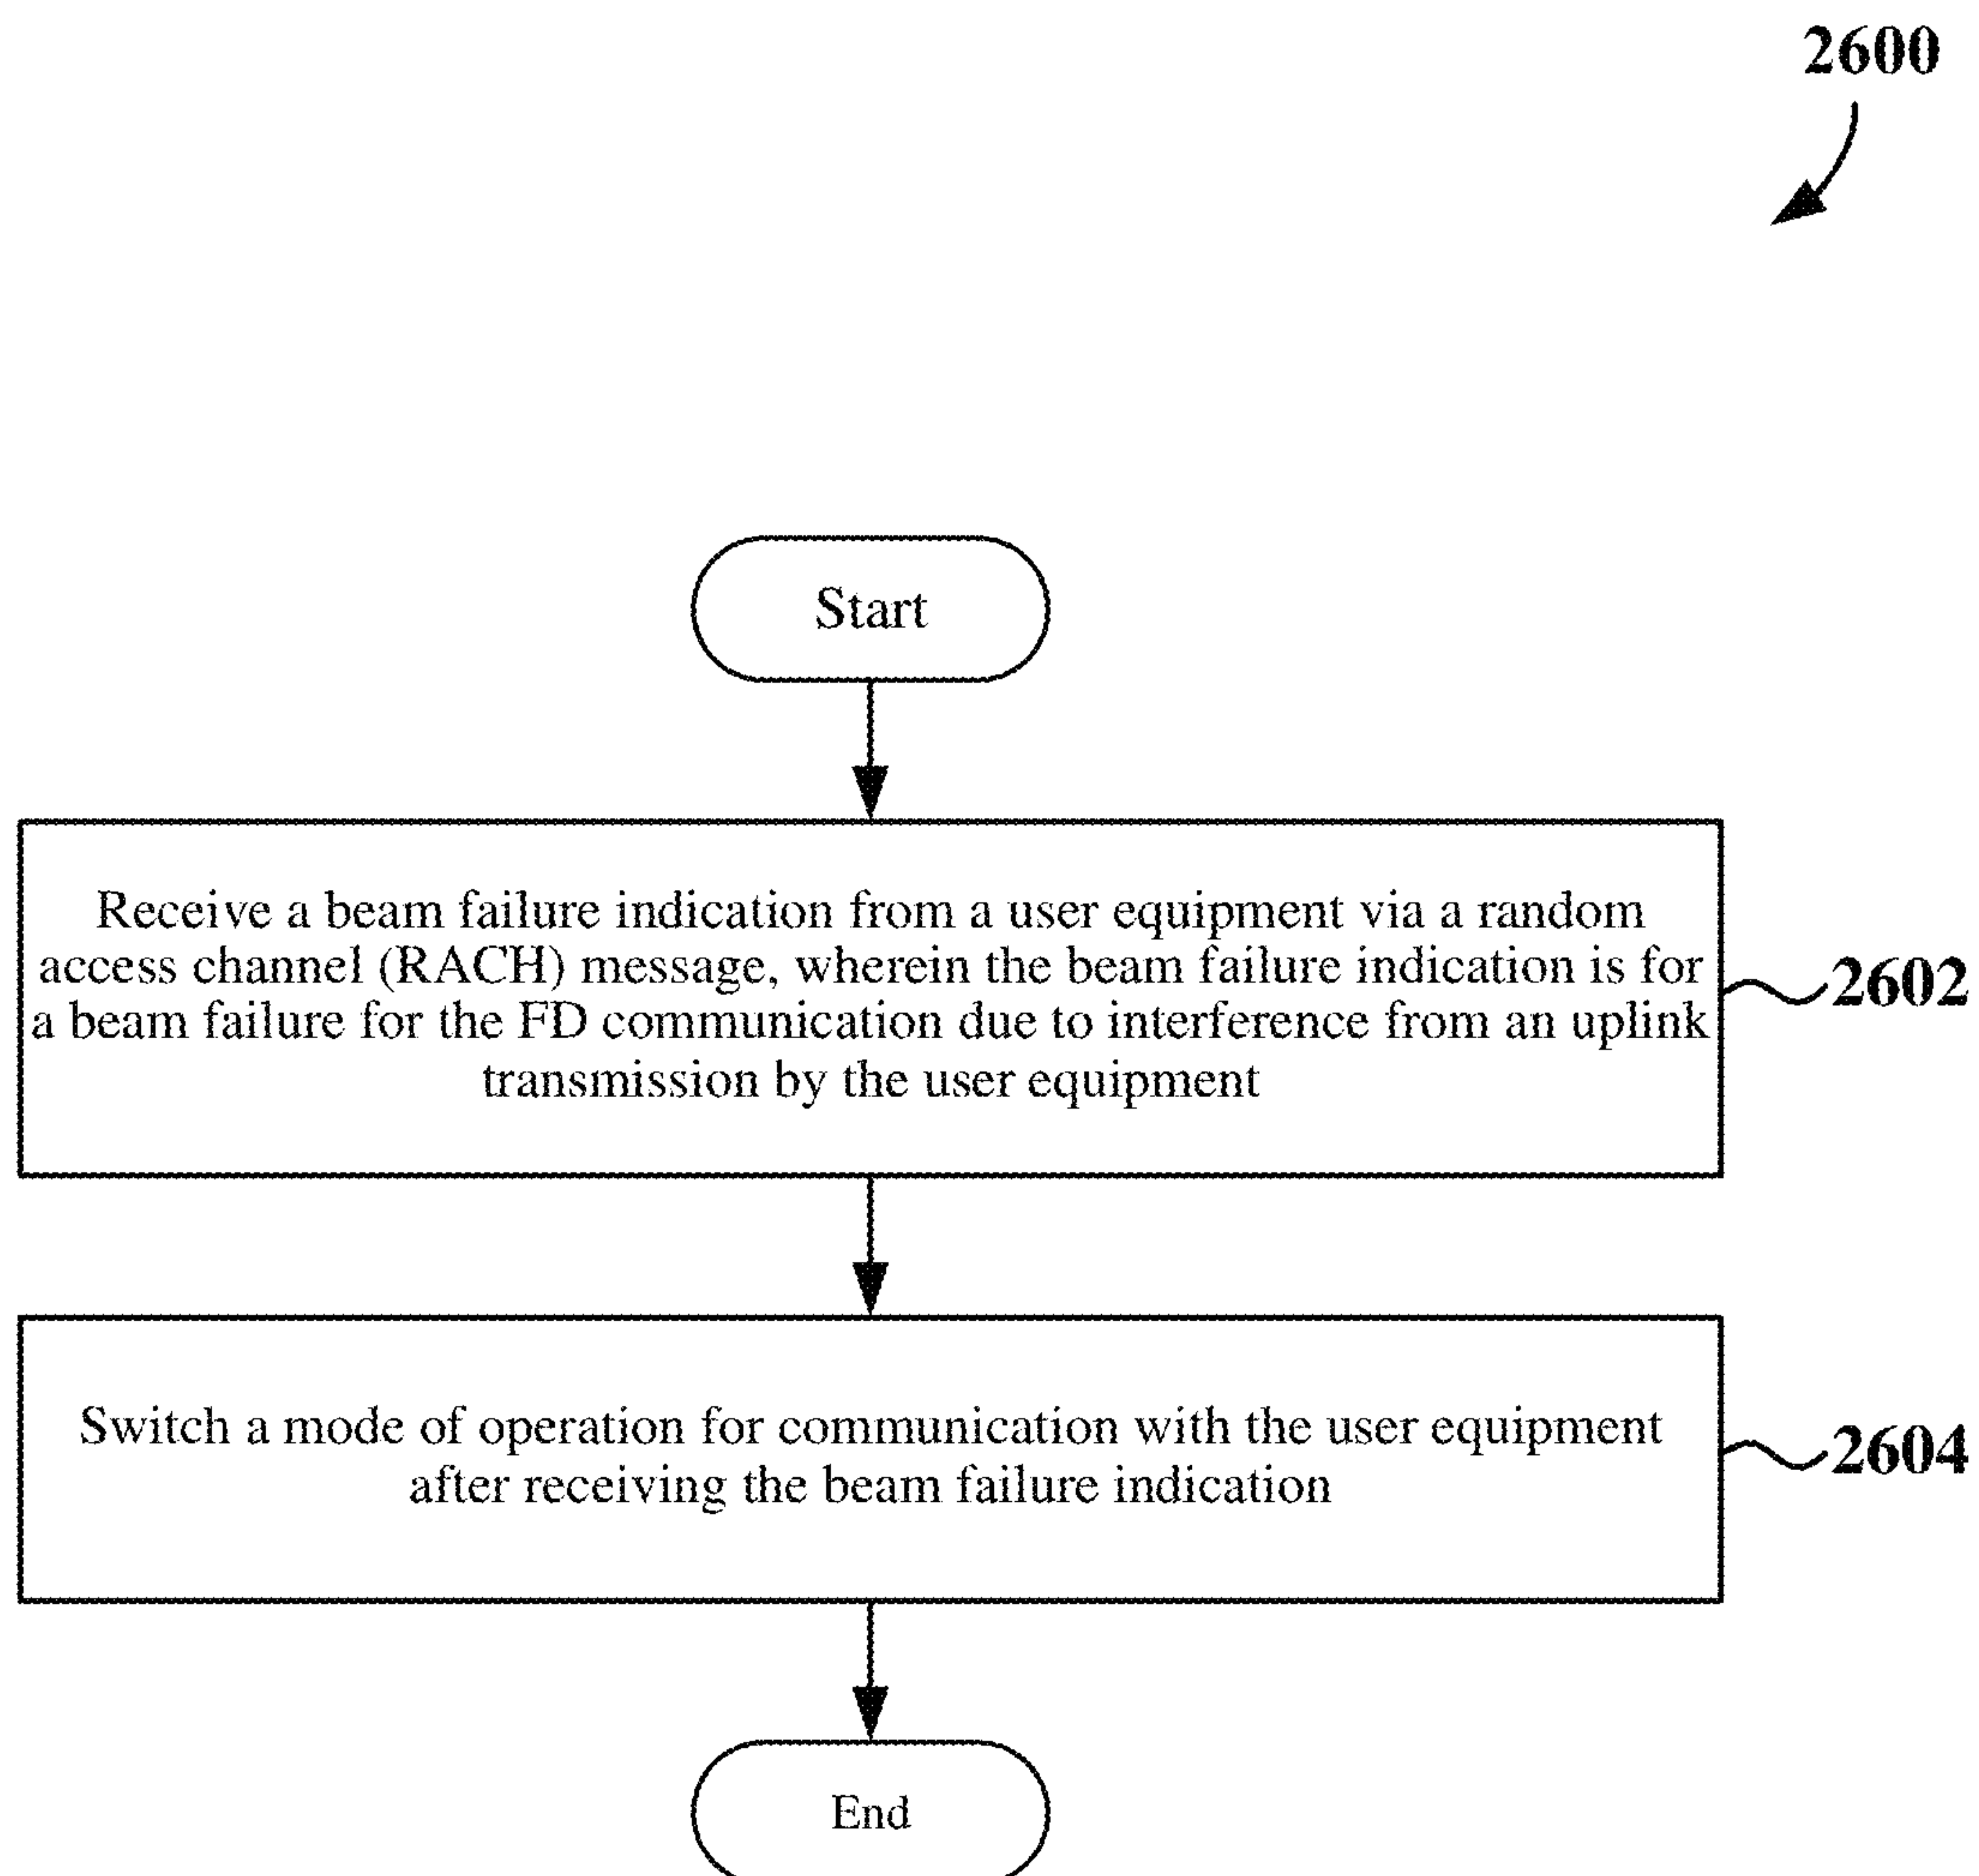 2600
Start
Receive a beam failure indication from a user equipment via a random
access channel (RACH) message, wherein the beam failure indication is for
a beam failure for the FD communication due to interference from an uplink
transmission by the user equipment
2602
Switch a mode of operation for communication with the user equipment
after receiving the beam failure indication
2604
End